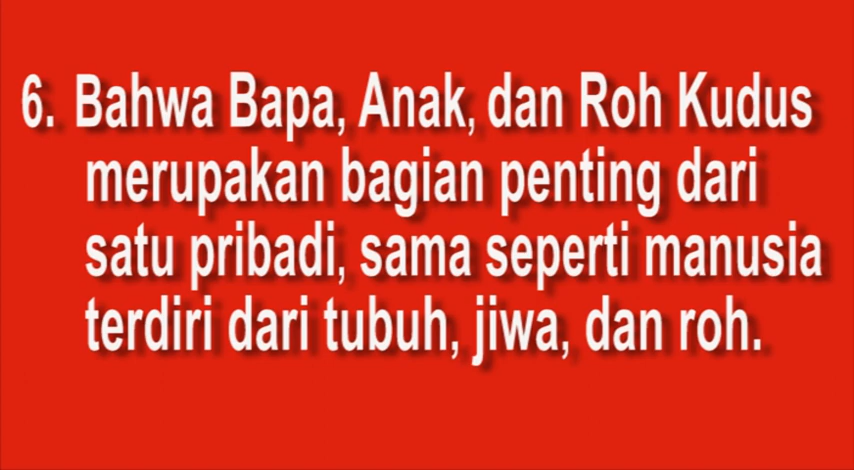 6. Bahwa Bapa, Anak, dan Roh Kudus
merupakan bagian penting dari
satu pribadi, sama seperti manusia
terdiri dari tubuh, jiwa, dan roh.